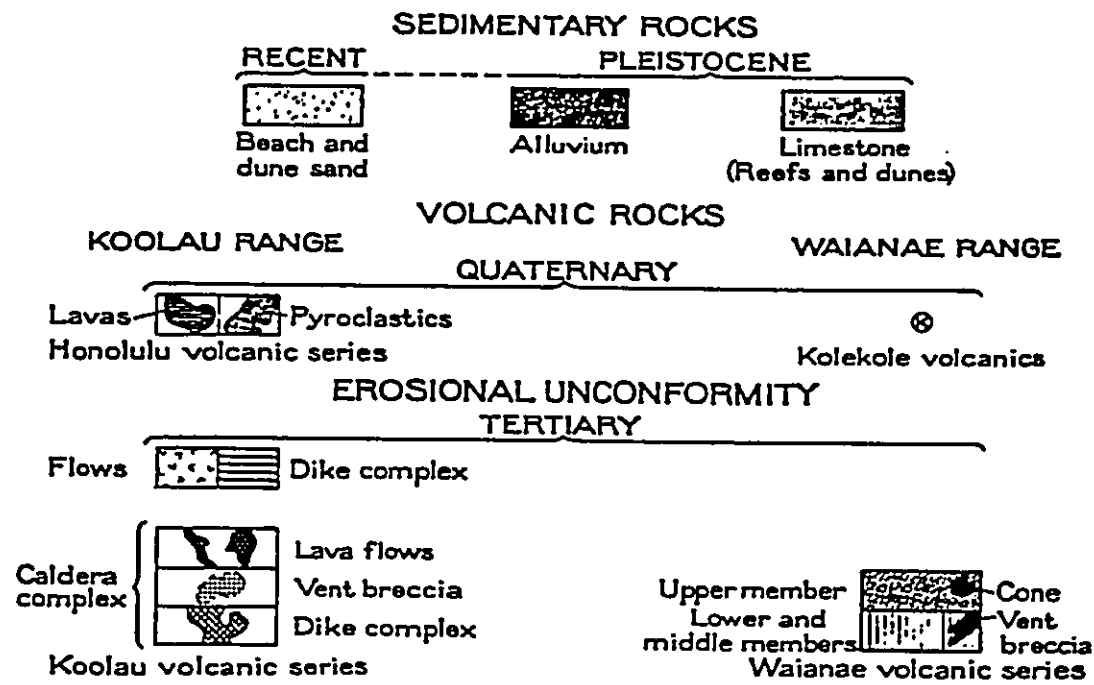 SEDIMENTARY ROCKS
RECENT PLEISTOCENE
Beach and
dune sand
Alluvium
Limestone
(Reefs and dunes)
VOLCANIC ROCKS
KOOLAU RANGE WAIANAE RANGE
QUATERNARY
Lavas Pyroclastics
Honolulu volcanic series
Kolekole volcanics
EROSIONAL UNCONFORMITY
TERTIARY
Flows Dike complex
Caldera
complex
Lava flows
Vent breccia
Dike complex
Koolau volcanic series
Upper member
Cone
Lower and
middle members
Vent
breccia
Waianae volcanic series